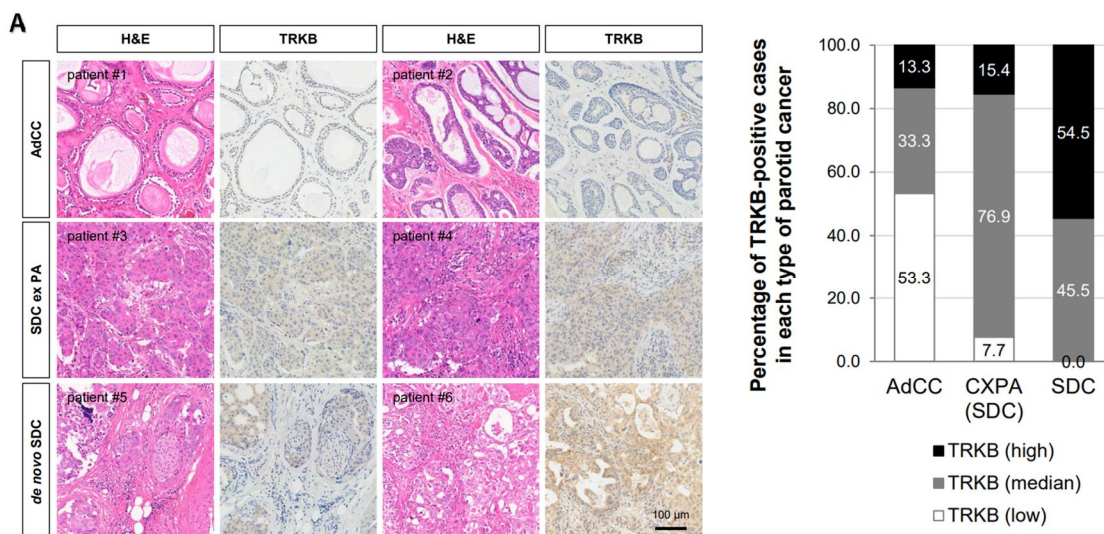 A
H&E
TRKB
H&E
TRKB
AdCC
patient #1
patient #2
SDC ex PA
patient #3
patient #4
de novo SDC
patient #5
patient #6
100 µm
Percentage of TRKB-positive cases
in each type of parotid cancer
100.0
80.0
60.0
40.0
20.0
0.0
13.3
33.3
53.3
15.4
76.9
7.7
54.5
45.5
0.0
AdCC
CXPA
(SDC)
SDC
TRKB (high)
TRKB (median)
TRKB (low)